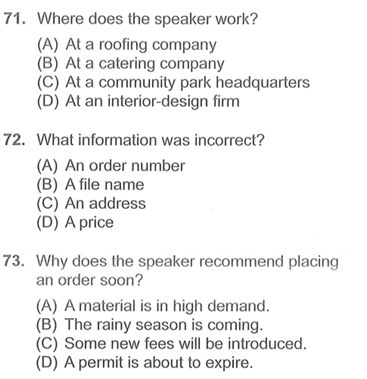 71. Where does the speaker work?
(A) At a roofing company
(B) At a catering company
(C) At a community park headquarters
(D) At an interior-design firm
72. What information was incorrect?
(A) An order number
(B) A file name
(C) An address
(D) A price
73. Why does the speaker recommend placing
an order soon?
(A) A material is in high demand.
(B) The rainy season is coming.
(C) Some new fees will be introduced.
(D) A permit is about to expire.